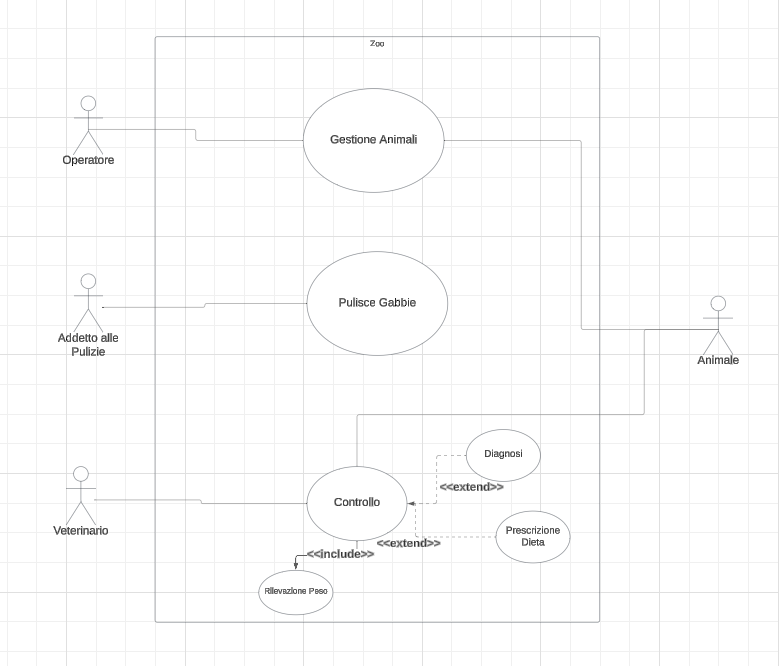 Zoo
Gestione Animali
Operatore
Pulisce Gabbie
Addetto alle
Pulizie
Animale
Diagnosi
<<extend>>
Controllo
Veterinario
Prescrizione
Dieta
<<extend>>
<<include>>
Rilevazione Peso